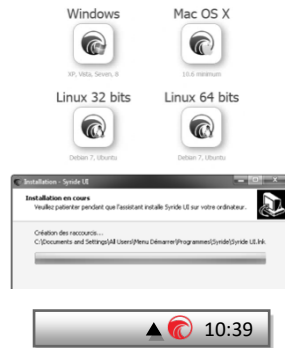 Windows Mac OS X
XP, Vista, Seven, 8 10.6 minimum
Linux 32 bits Linux 64 bits
Debian 7, Ubuntu Debian 7, Ubuntu
Installation - Syride UI
Installation en cours
Veuillez patienter pendant que l'assistant installe Syride UI sur votre ordinateur.
Création des raccourcis...
C:\Documents and Settings\All Users\Menu Démarrer\Programmes\Syride\Syride UI.lnk
10:39